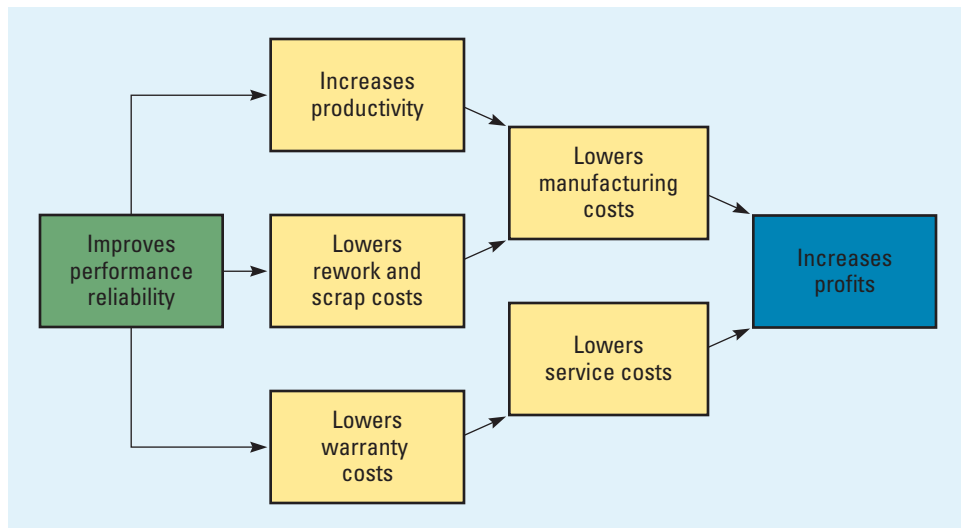 Increases
productivity
Lowers
manufacturing
costs
Improves
performance
reliability
Lowers
rework and
scrap costs
Increases
profits
Lowers
service costs
Lowers
warranty
costs